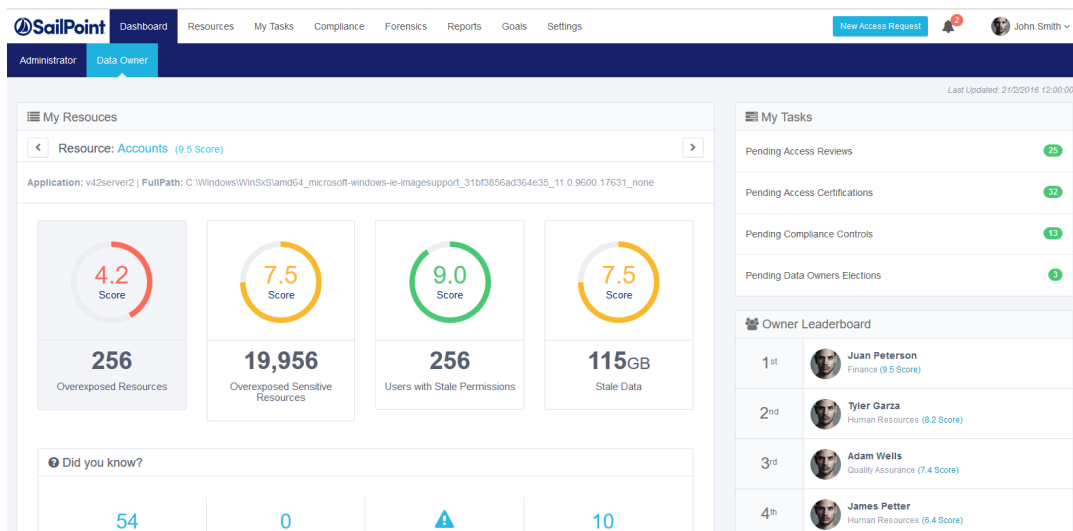 SailPoint Dashboard Resources My Tasks Compliance Forensics Reports Goals Settings New Access Request 2 John.Smith
Administrator Data Owner
Last Updated: 21/2/2016 12:00:00
My Resouces
Resource: Accounts (9.5 Score)
Application: v42server2 | FullPath: C:\Windows\WinSxS\amd64_microsoft-windows-ie-imagesupport_31bf3856ad364e35_11.0.9600.17631_none
4.2
Score
256
Overexposed Resources
7.5
Score
19,956
Overexposed Sensitive
Resources
9.0
Score
256
Users with Stale Permissions
7.5
Score
115GB
Stale Data
Did you know?
54 0 10
My Tasks
Pending Access Reviews 25
Pending Access Certifications 32
Pending Compliance Controls 13
Pending Data Owners Elections 3
Owner Leaderboard
1st Juan Peterson
Finance (9.5 Score)
2nd Tyler Garza
Human Resources (8.2 Score)
3rd Adam Wells
Quality Assurance (7.4 Score)
4th James Petter
Human Resources (6.4 Score)